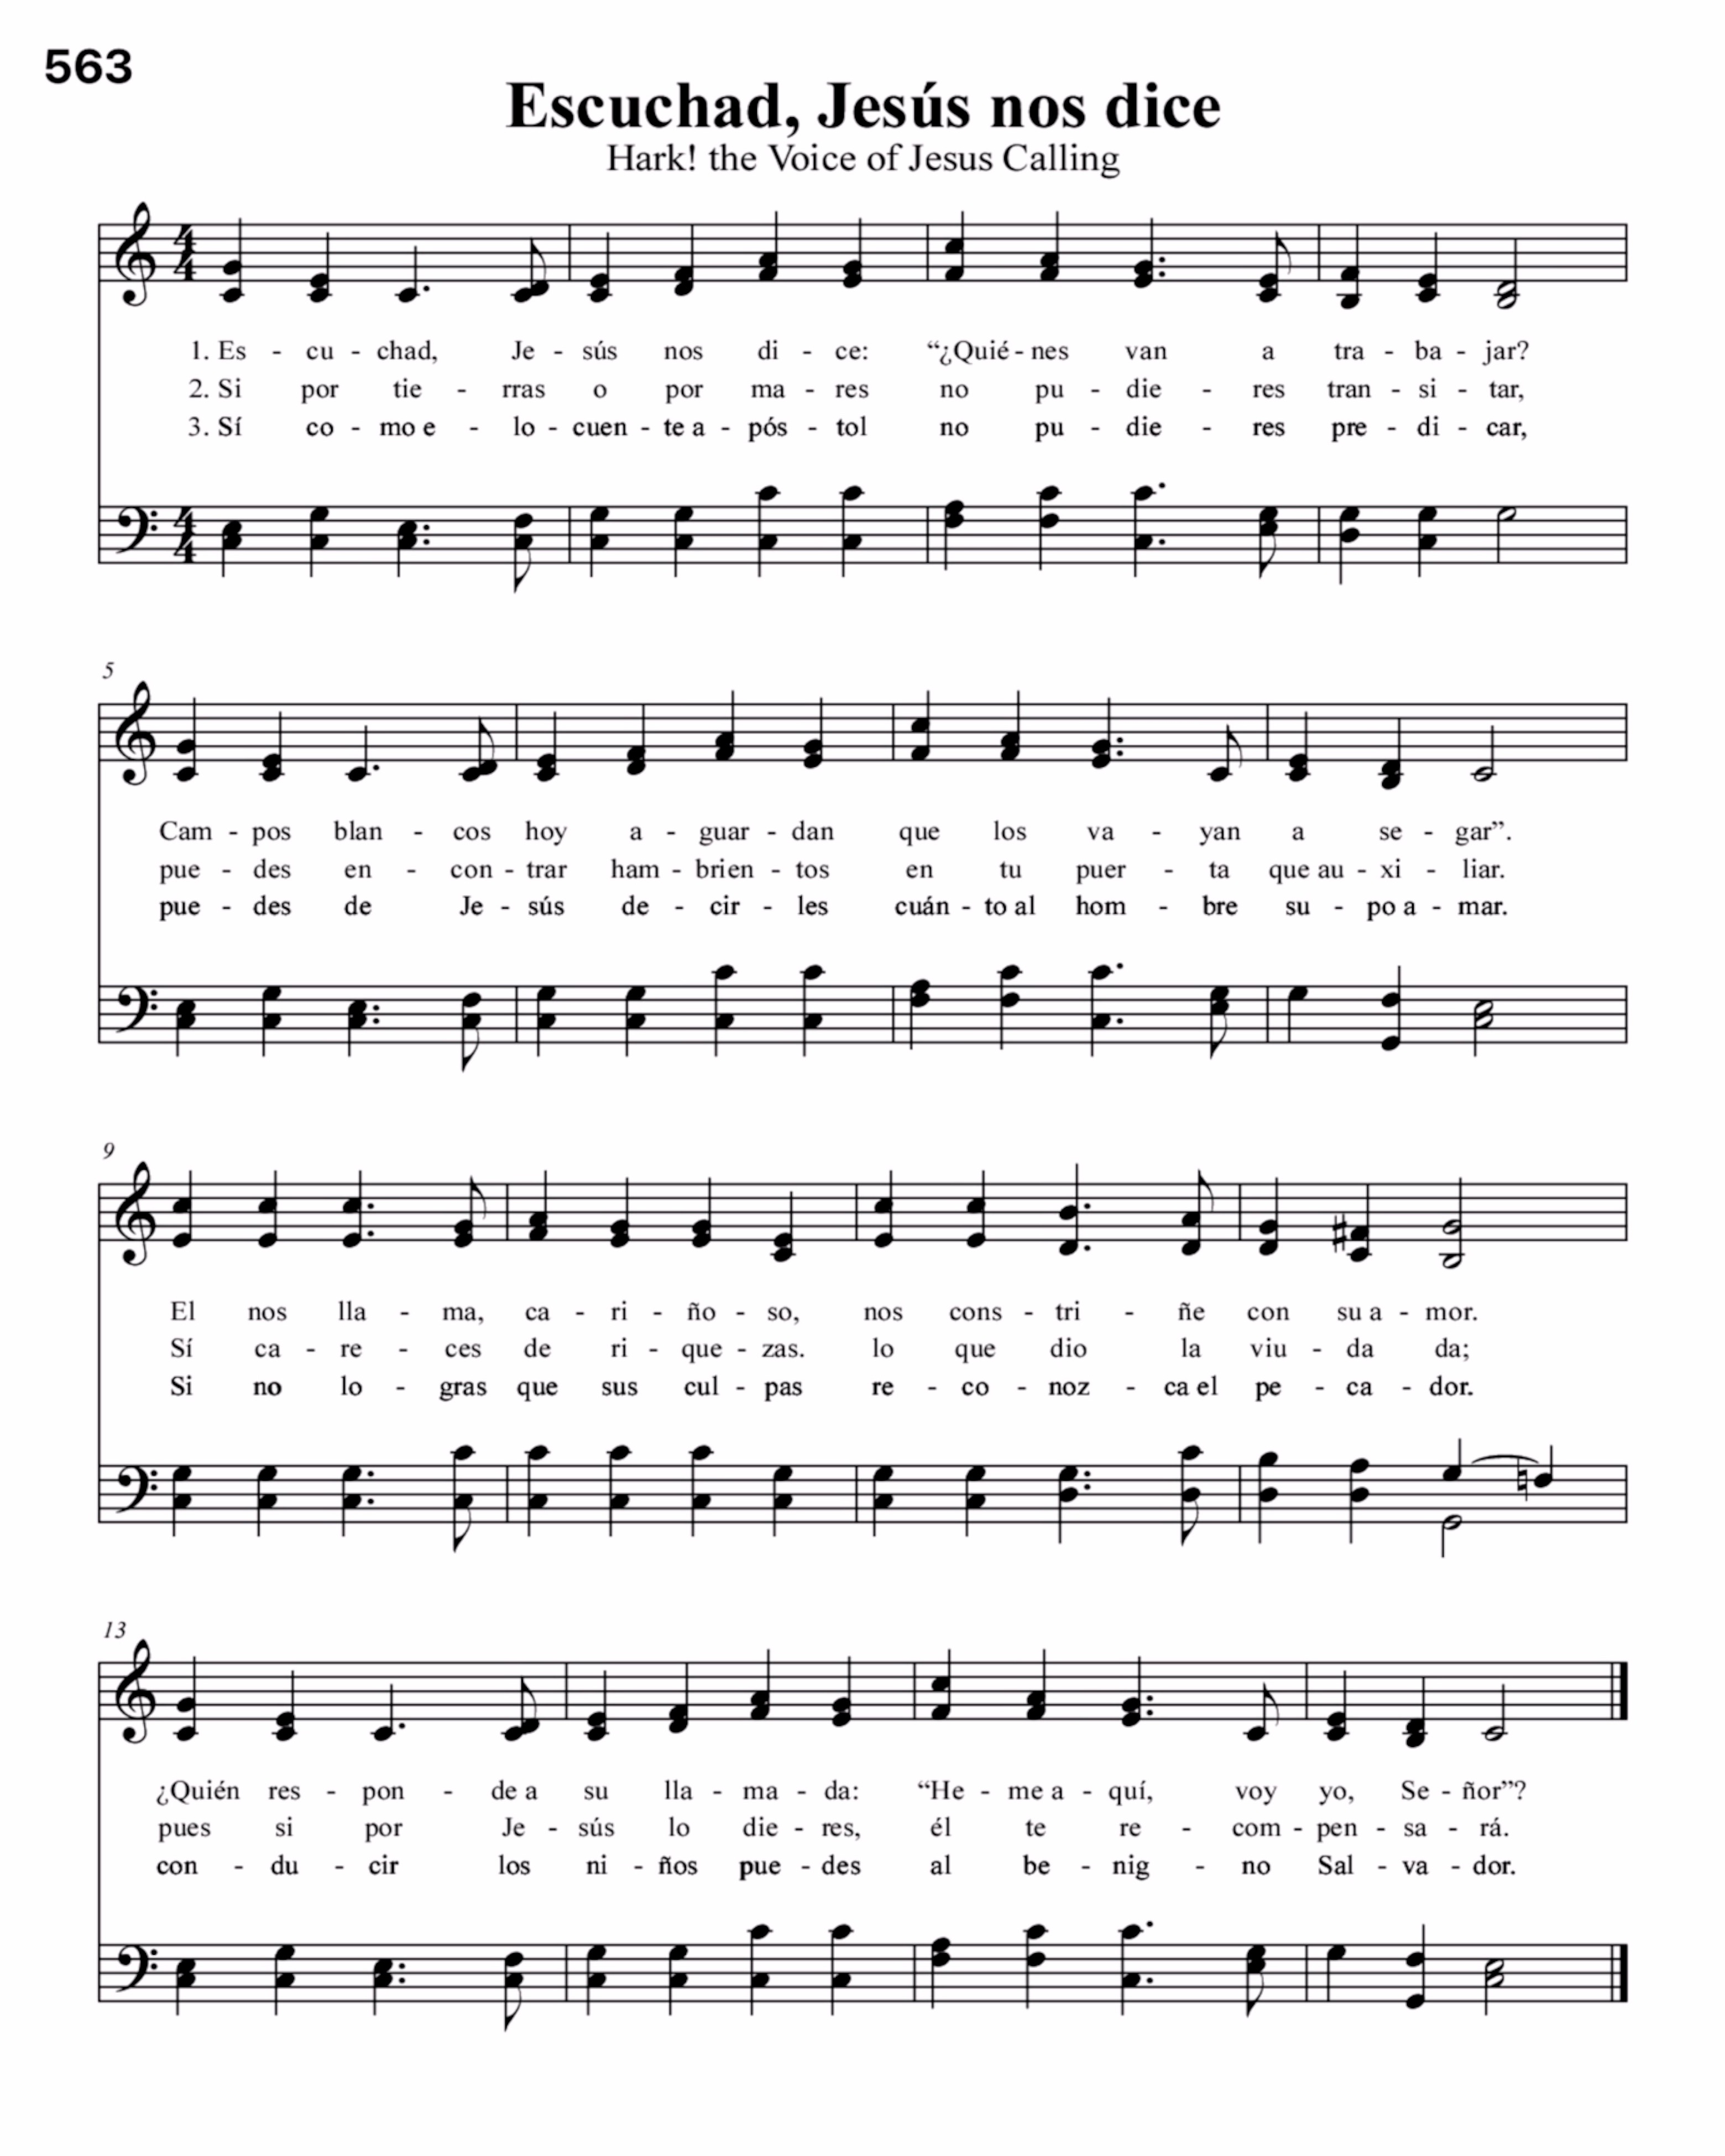 563
Escuchad, Jesús nos dice
Hark! the Voice of Jesus Calling
1. Es - cu - chad, Je - sús nos di - ce: “¿Quié - nes van a tra - ba - jar?
2. Si por tie - rras o por ma - res no pu - die - res tran - si - tar,
3. Sí co - mo e - lo - cuen - te a - pós - tol no pu - die - res pre - di - car,
5
Cam - pos blan - cos hoy a - guar - dan que los va - yan a se - gar”.
pue - des en - con - trar ham - brien - tos en tu puer - ta que au - xi - liar.
pue - des de Je - sús de - cir - les cuán - to al hom - bre su - po a - mar.
9
El nos lla - ma, ca - ri - ño - so, nos cons - tri - ñe con su a - mor.
Sí ca - re - ces de ri - que - zas. lo que dio la viu - da da;
Si no lo - gras que sus cul - pas re - co - noz - ca el pe - ca - dor.
13
¿Quién res - pon - de a su lla - ma - da: “He - me a - quí, voy yo, Se - ñor”?
pues si por Je - sús lo die - res, él te re - com - pen - sa - rá.
con - du - cir los ni - ños pue - des al be - nig - no Sal - va - dor.